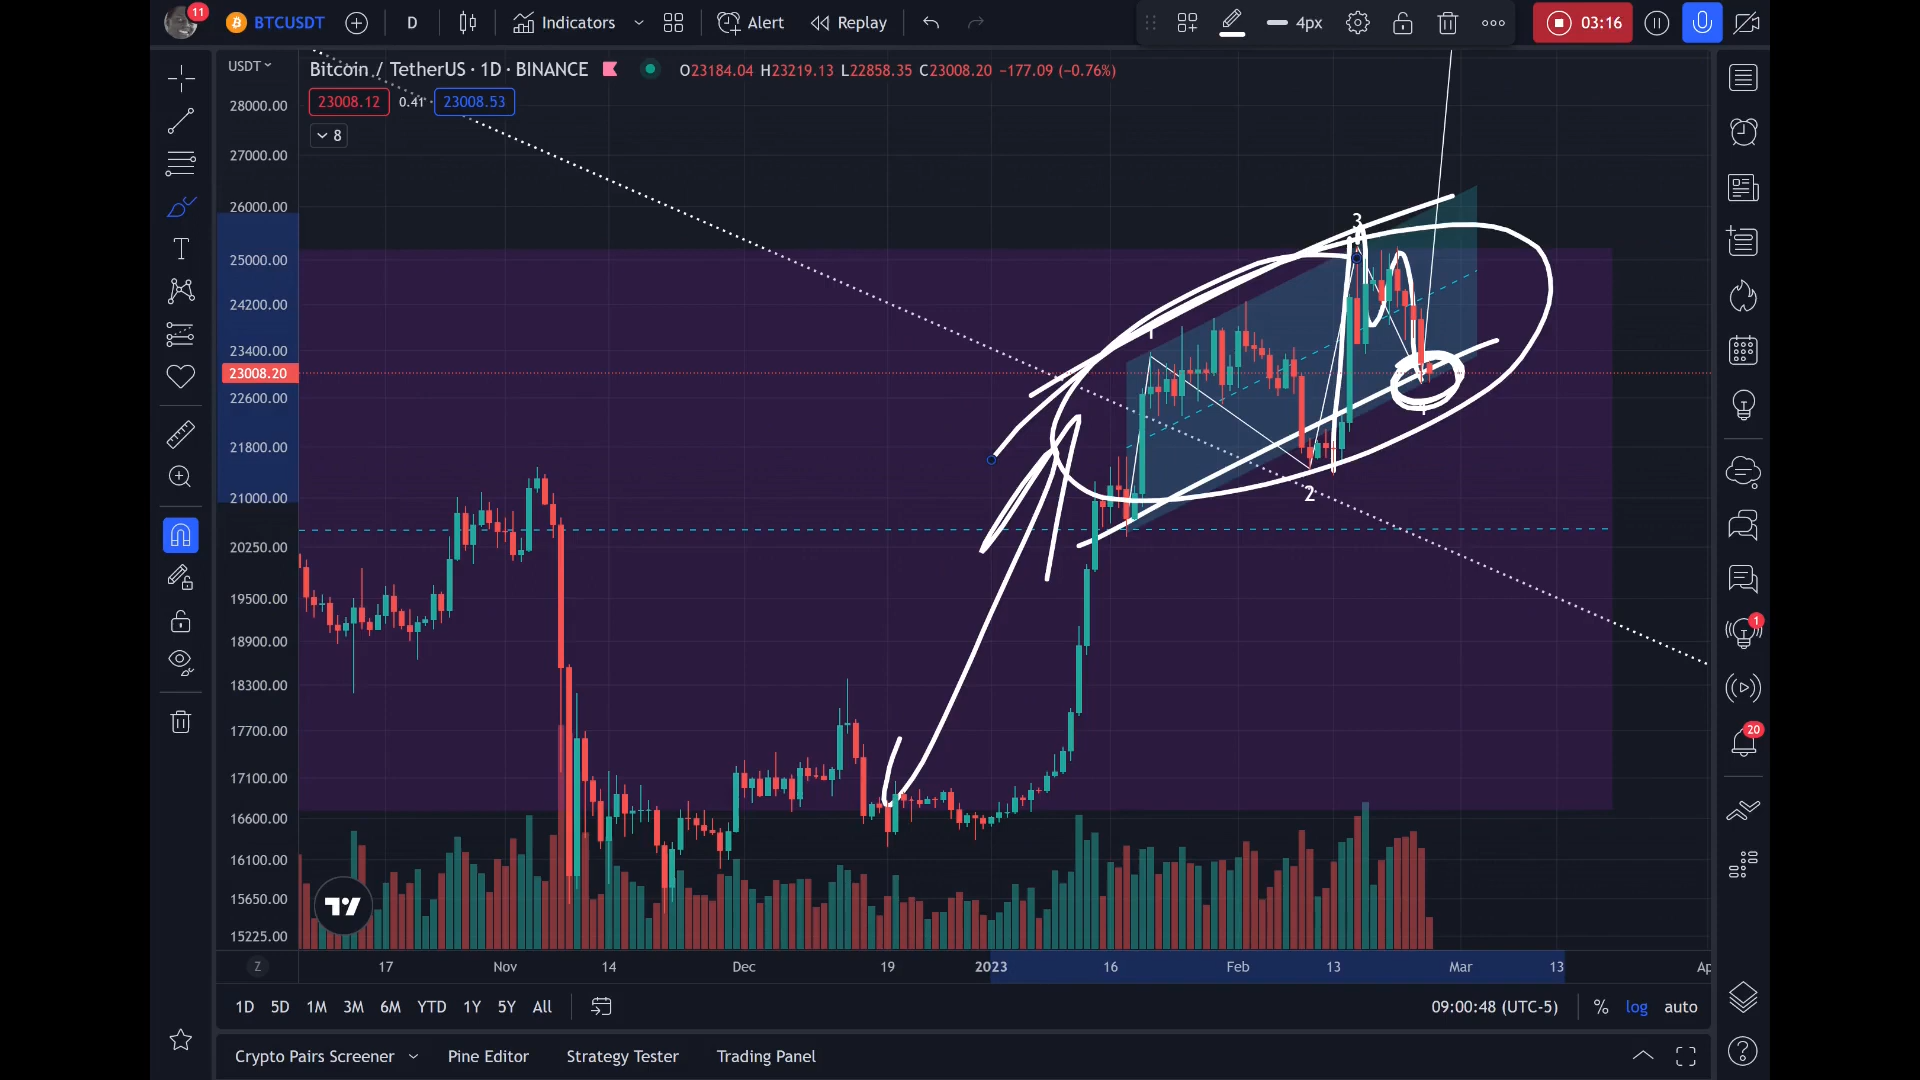 11
BTCUSDT
D
Indicators
Alert
Replay
4px
03:16
USDT
Bitcoin / TetherUS · 1D · BINANCE
O23184.04 H23219.13 L22858.35 C23008.20 −177.09 (−0.76%)
23008.12
0.41
23008.53
8
28000.00
27000.00
26000.00
25000.00
24200.00
23400.00
23008.20
22600.00
21800.00
21000.00
20250.00
19500.00
18900.00
18300.00
17700.00
17100.00
16600.00
16100.00
15650.00
15225.00
3
1
2
1
20
Z
17
Nov
14
Dec
19
2023
16
Feb
13
Mar
13
1D
5D
1M
3M
6M
YTD
1Y
5Y
All
09:00:48 (UTC-5)
%
log
auto
Crypto Pairs Screener
Pine Editor
Strategy Tester
Trading Panel